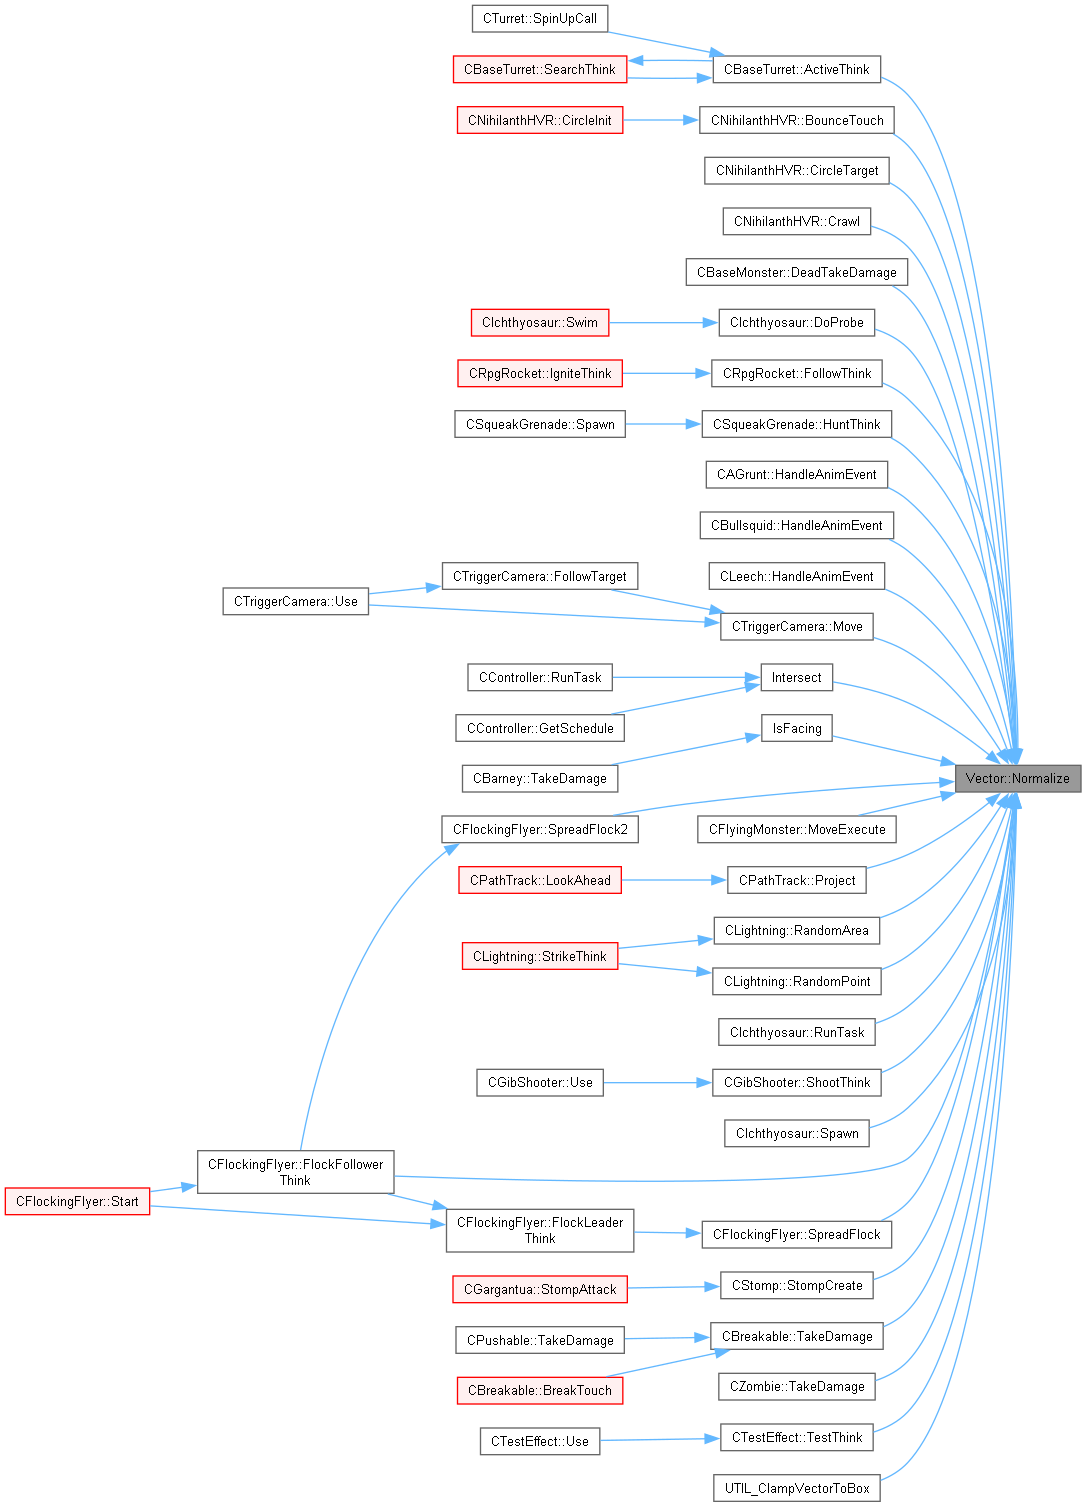 CTurret::SpinUpCall
CBaseTurret::SearchThink
CBaseTurret::ActiveThink
CNihilanthHVR::CircleInit
CNihilanthHVR::BounceTouch
CNihilanthHVR::CircleTarget
CNihilanthHVR::Crawl
CBaseMonster::DeadTakeDamage
CIchthyosaur::Swim
CIchthyosaur::DoProbe
CRpgRocket::IgniteThink
CRpgRocket::FollowThink
CSqueakGrenade::Spawn
CSqueakGrenade::HuntThink
CAGrunt::HandleAnimEvent
CBullsquid::HandleAnimEvent
CLeech::HandleAnimEvent
CTriggerCamera::FollowTarget
CTriggerCamera::Use
CTriggerCamera::Move
CController::RunTask
Intersect
CController::GetSchedule
IsFacing
CBarney::TakeDamage
Vector::Normalize
CFlockingFlyer::SpreadFlock2
CFlyingMonster::MoveExecute
CPathTrack::LookAhead
CPathTrack::Project
CLightning::RandomArea
CLightning::StrikeThink
CLightning::RandomPoint
CIchthyosaur::RunTask
CGibShooter::Use
CGibShooter::ShootThink
CIchthyosaur::Spawn
CFlockingFlyer::FlockFollower
Think
CFlockingFlyer::Start
CFlockingFlyer::FlockLeader
Think
CFlockingFlyer::SpreadFlock
CGargantua::StompAttack
CStomp::StompCreate
CPushable::TakeDamage
CBreakable::TakeDamage
CBreakable::BreakTouch
CZombie::TakeDamage
CTestEffect::Use
CTestEffect::TestThink
UTIL_ClampVectorToBox